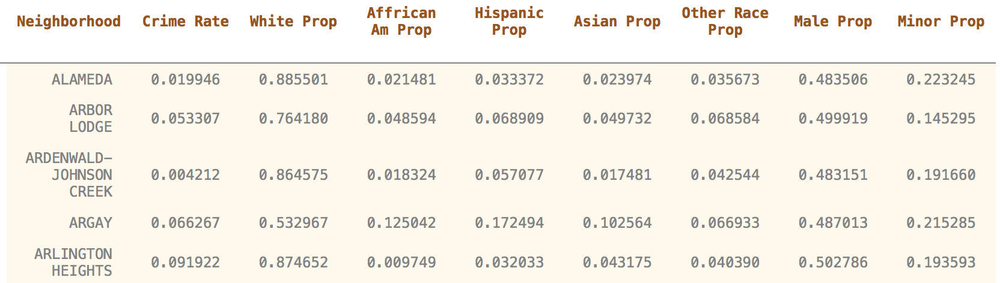 Neighborhood Crime Rate White Prop Affrican Am Prop Hispanic Prop Asian Prop Other Race Prop Male Prop Minor Prop
ALAMEDA 0.019946 0.885501 0.021481 0.033372 0.023974 0.035673 0.483506 0.223245
ARBOR LODGE 0.053307 0.764180 0.048594 0.068909 0.049732 0.068584 0.499919 0.145295
ARDENWALD-JOHNSON CREEK 0.004212 0.864575 0.018324 0.057077 0.017481 0.042544 0.483151 0.191660
ARGAY 0.066267 0.532967 0.125042 0.172494 0.102564 0.066933 0.487013 0.215285
ARLINGTON HEIGHTS 0.091922 0.874652 0.009749 0.032033 0.043175 0.040390 0.502786 0.193593